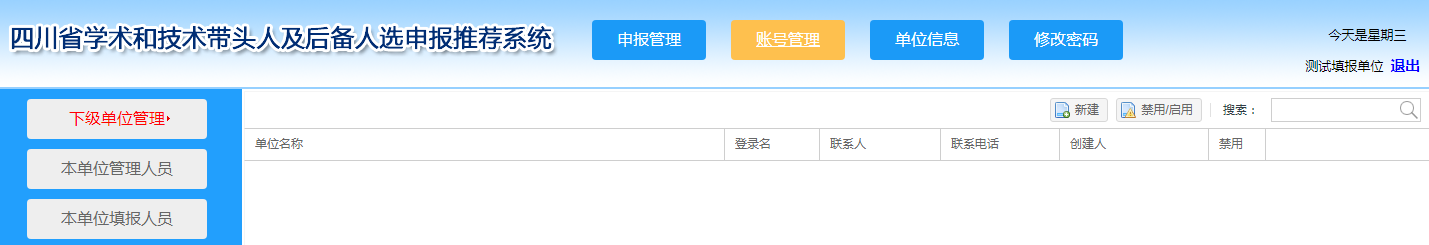 四川省学术和技术带头人及后备人选申报推荐系统
申报管理
账号管理
单位信息
修改密码
今天是星期三
测试填报单位 退出
下级单位管理
本单位管理人员
本单位填报人员
新建 禁用/启用 搜索：
单位名称 登录名 联系人 联系电话 创建人 禁用